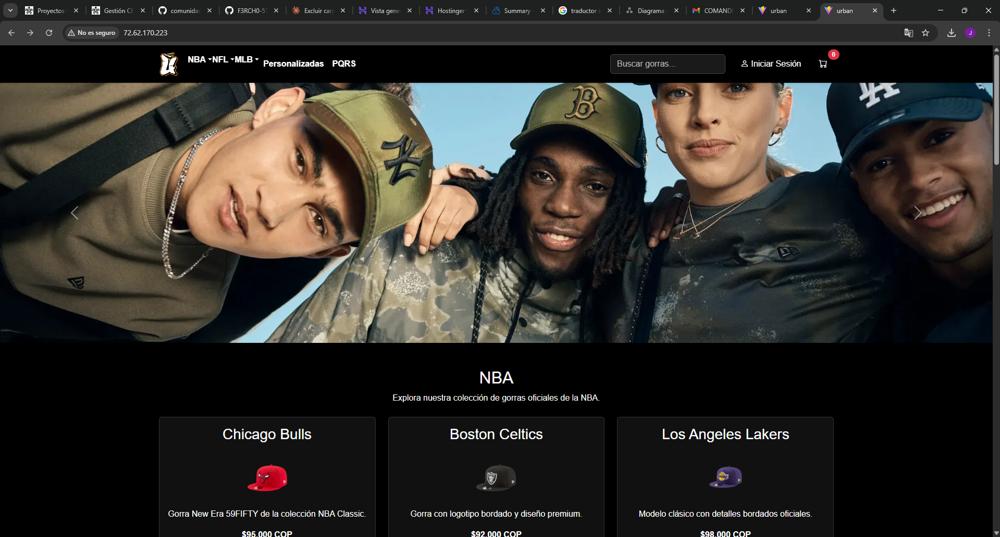 Proyectos
Gestión CE
comunidad
F3RCH0-55
Excluir carp
Vista gene
Hostinger
Summary
traductor i
Diagrama
COMAND
urban
urban
No es seguro
72.62.170.223
J
NBA
NFL
MLB
Personalizadas
PQRS
Buscar gorras...
Iniciar Sesión
0
NBA
Explora nuestra colección de gorras oficiales de la NBA.
Chicago Bulls
Boston Celtics
Los Angeles Lakers
Gorra New Era 59FIFTY de la colección NBA Classic.
Gorra con logotipo bordado y diseño premium.
Modelo clásico con detalles bordados oficiales.
$95.000 COP
$92.000 COP
$98.000 COP